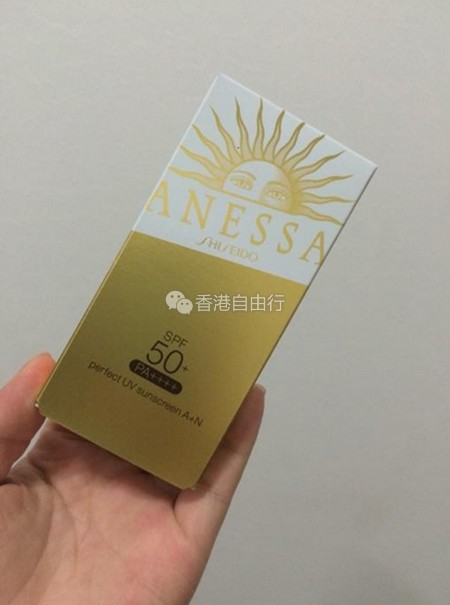 ANESSA
SHISEIDO
香港自由行
SPF
50+
PA++++
perfect UV sunscreen A+N